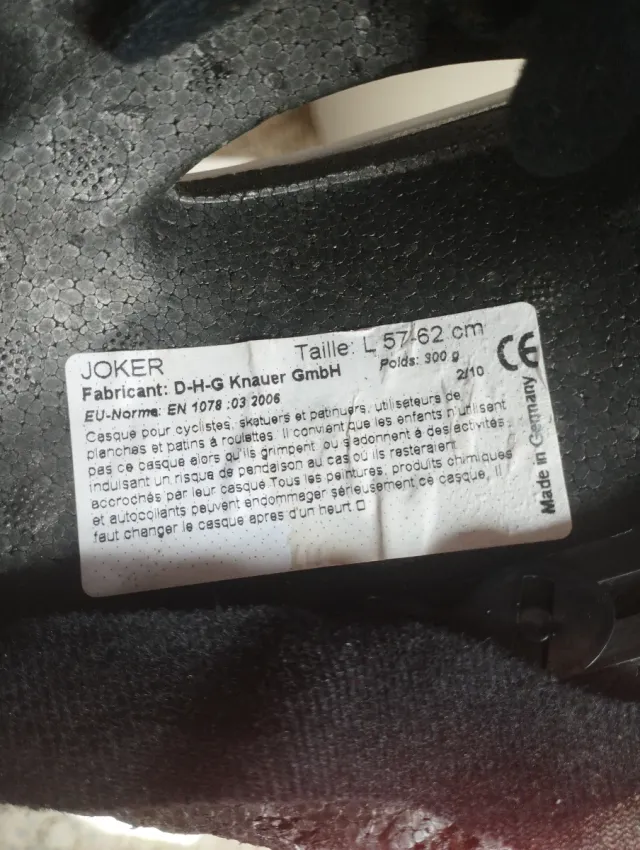 JOKER Taille: L 57-62 cm
Fabricant: D-H-G Knauer GmbH Poids: 300 g
EU-Norme: EN 1078 :03 2006 2/10
CE
Casque pour cyclistes, skatuers et patinuers, utilisateurs de
planches et patins à roulettes. Il convient que les enfants n'utilisant
pas ce casque alors qu'ils grimpent ou s'adonnent à des activités
induisant un risque de pendaison au cas où ils resteraient
accrochés par leur casque.Tous les peintures, produits chimiques
et autocollants peuvent endommager sérieusement ce casque, Il
faut changer le casque apres d'un heurt
Made in Germany